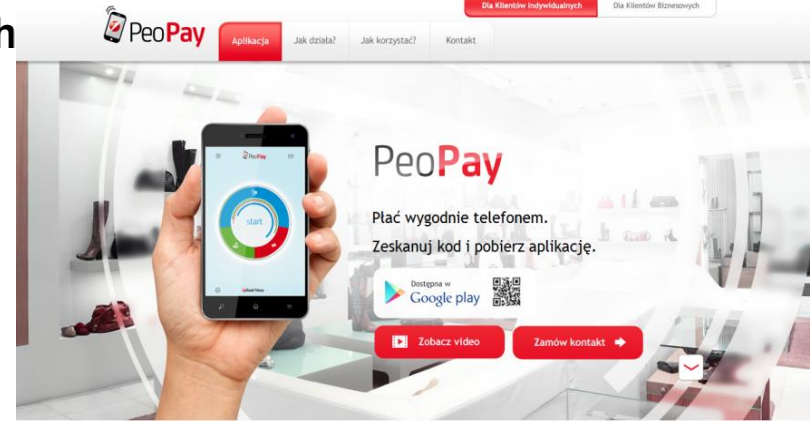 Dla Klientów Indywidualnych
Dla Klientów Biznesowych
h
PeoPay
Aplikacja
Jak działa?
Jak korzystać?
Kontakt
PeoPay
start
PeoPay
Płać wygodnie telefonem.
Zeskanuj kod i pobierz aplikację.
Dostępna w
Google play
Zobacz video
Zamów kontakt